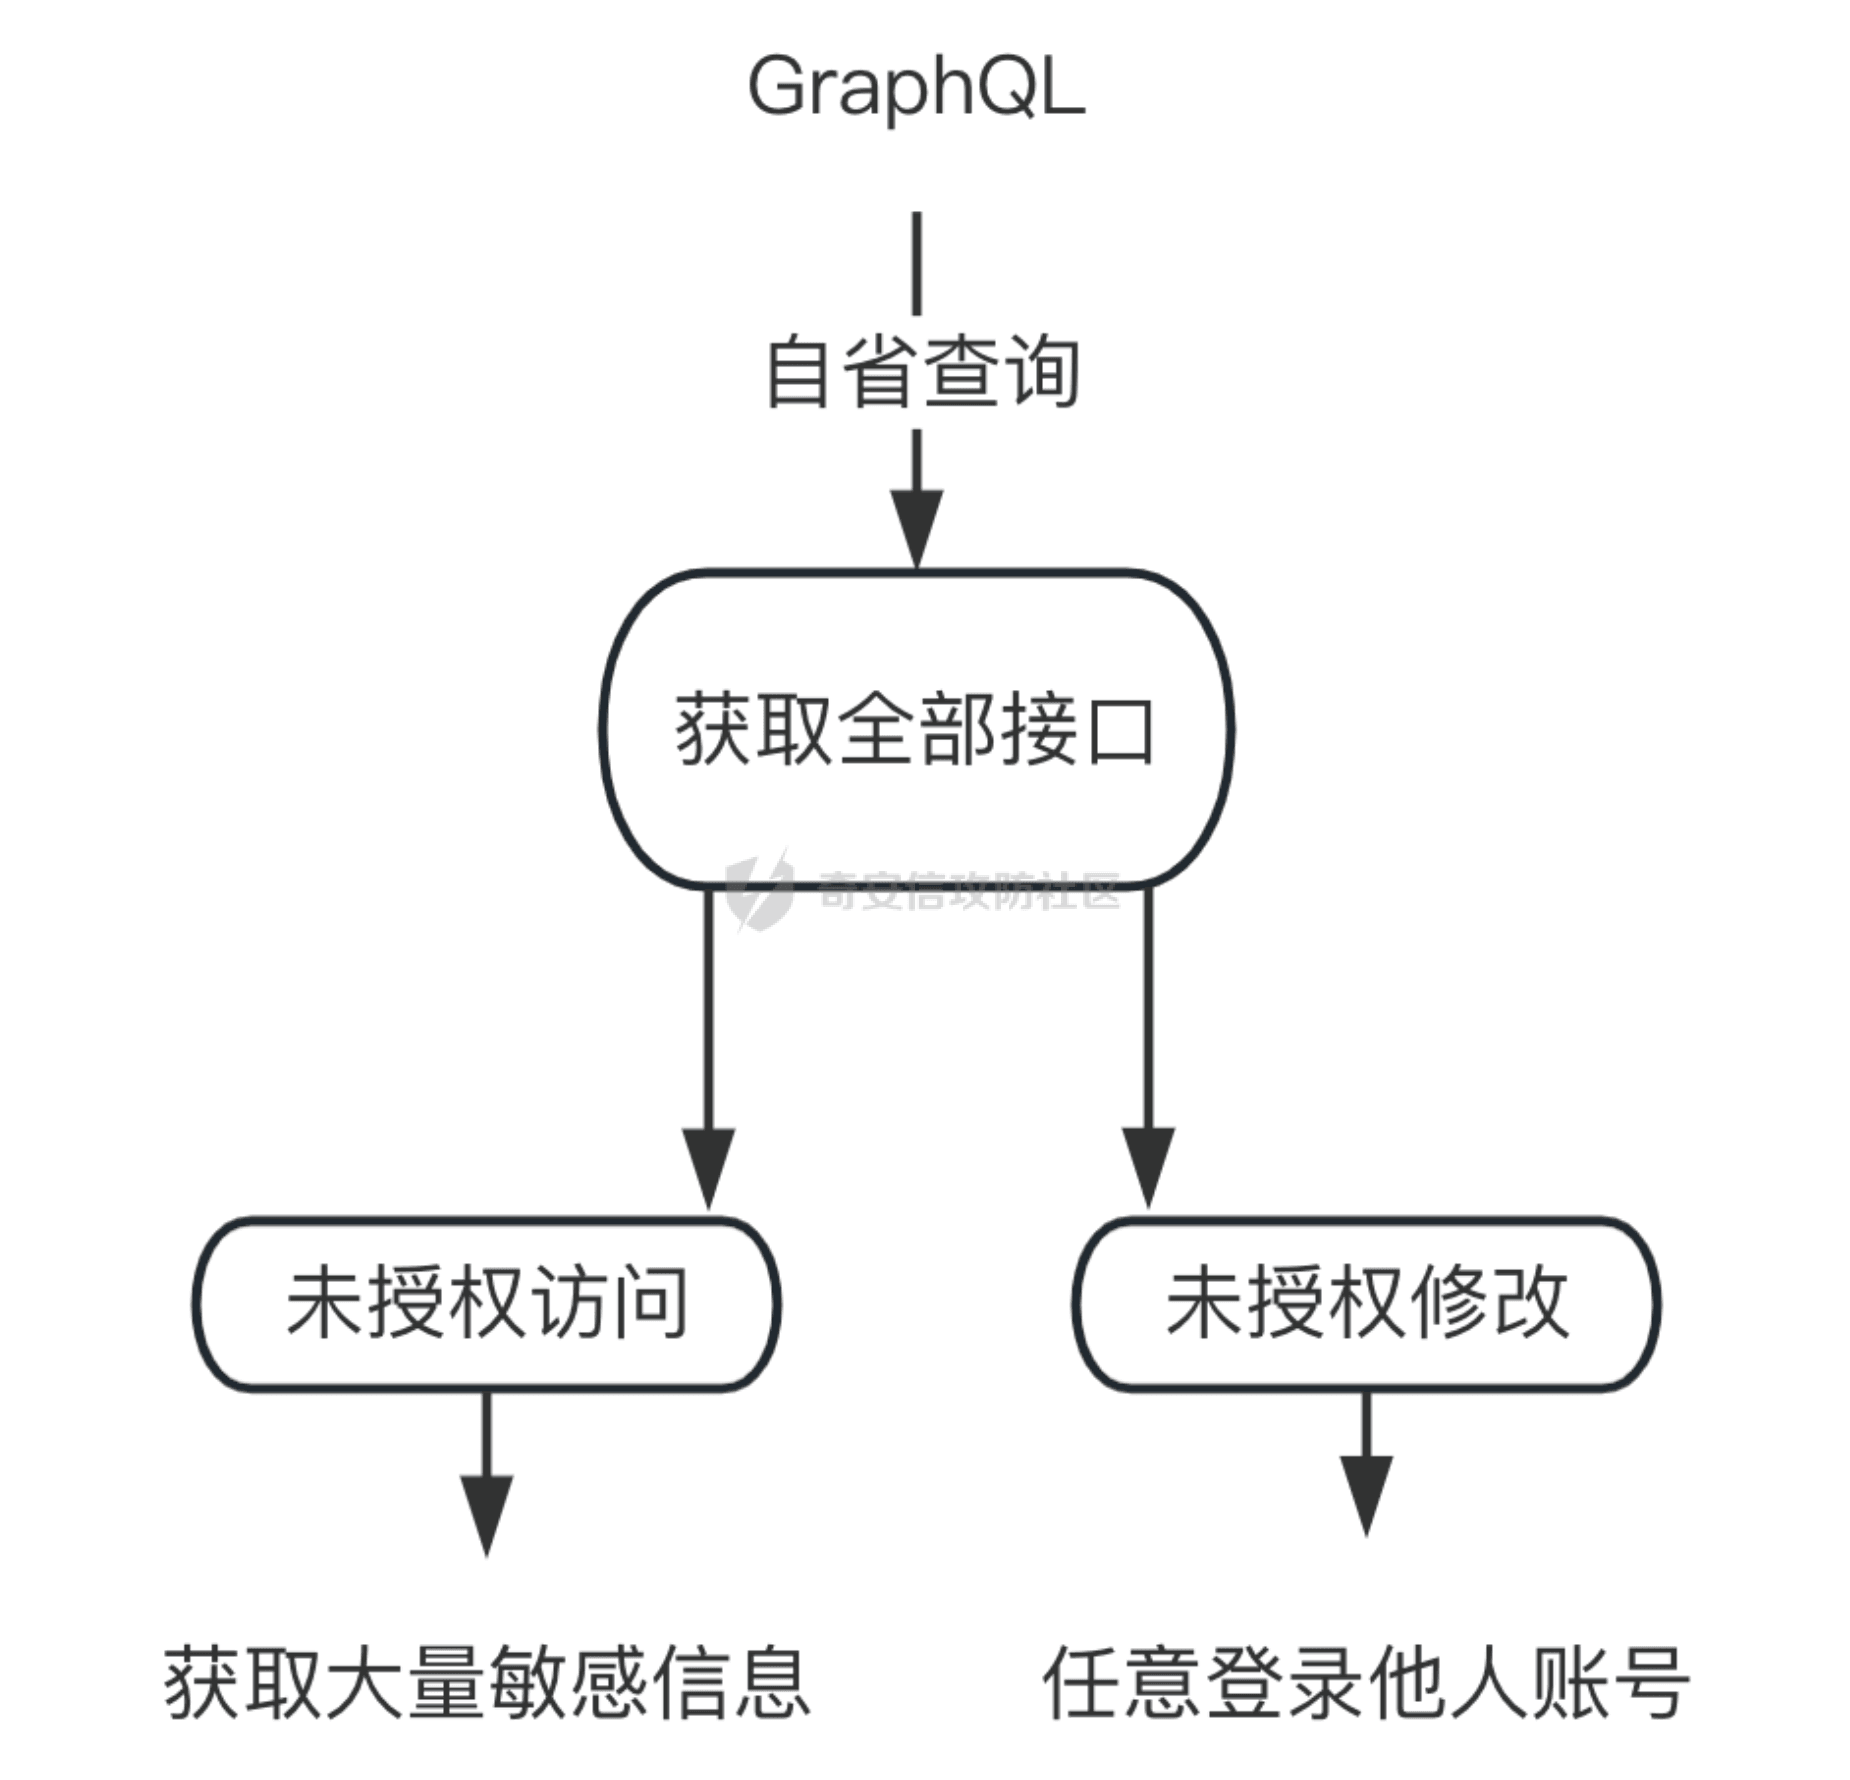 GraphQL
自省查询
获取全部接口
奇安信攻防社区
未授权访问
未授权修改
获取大量敏感信息
任意登录他人账号